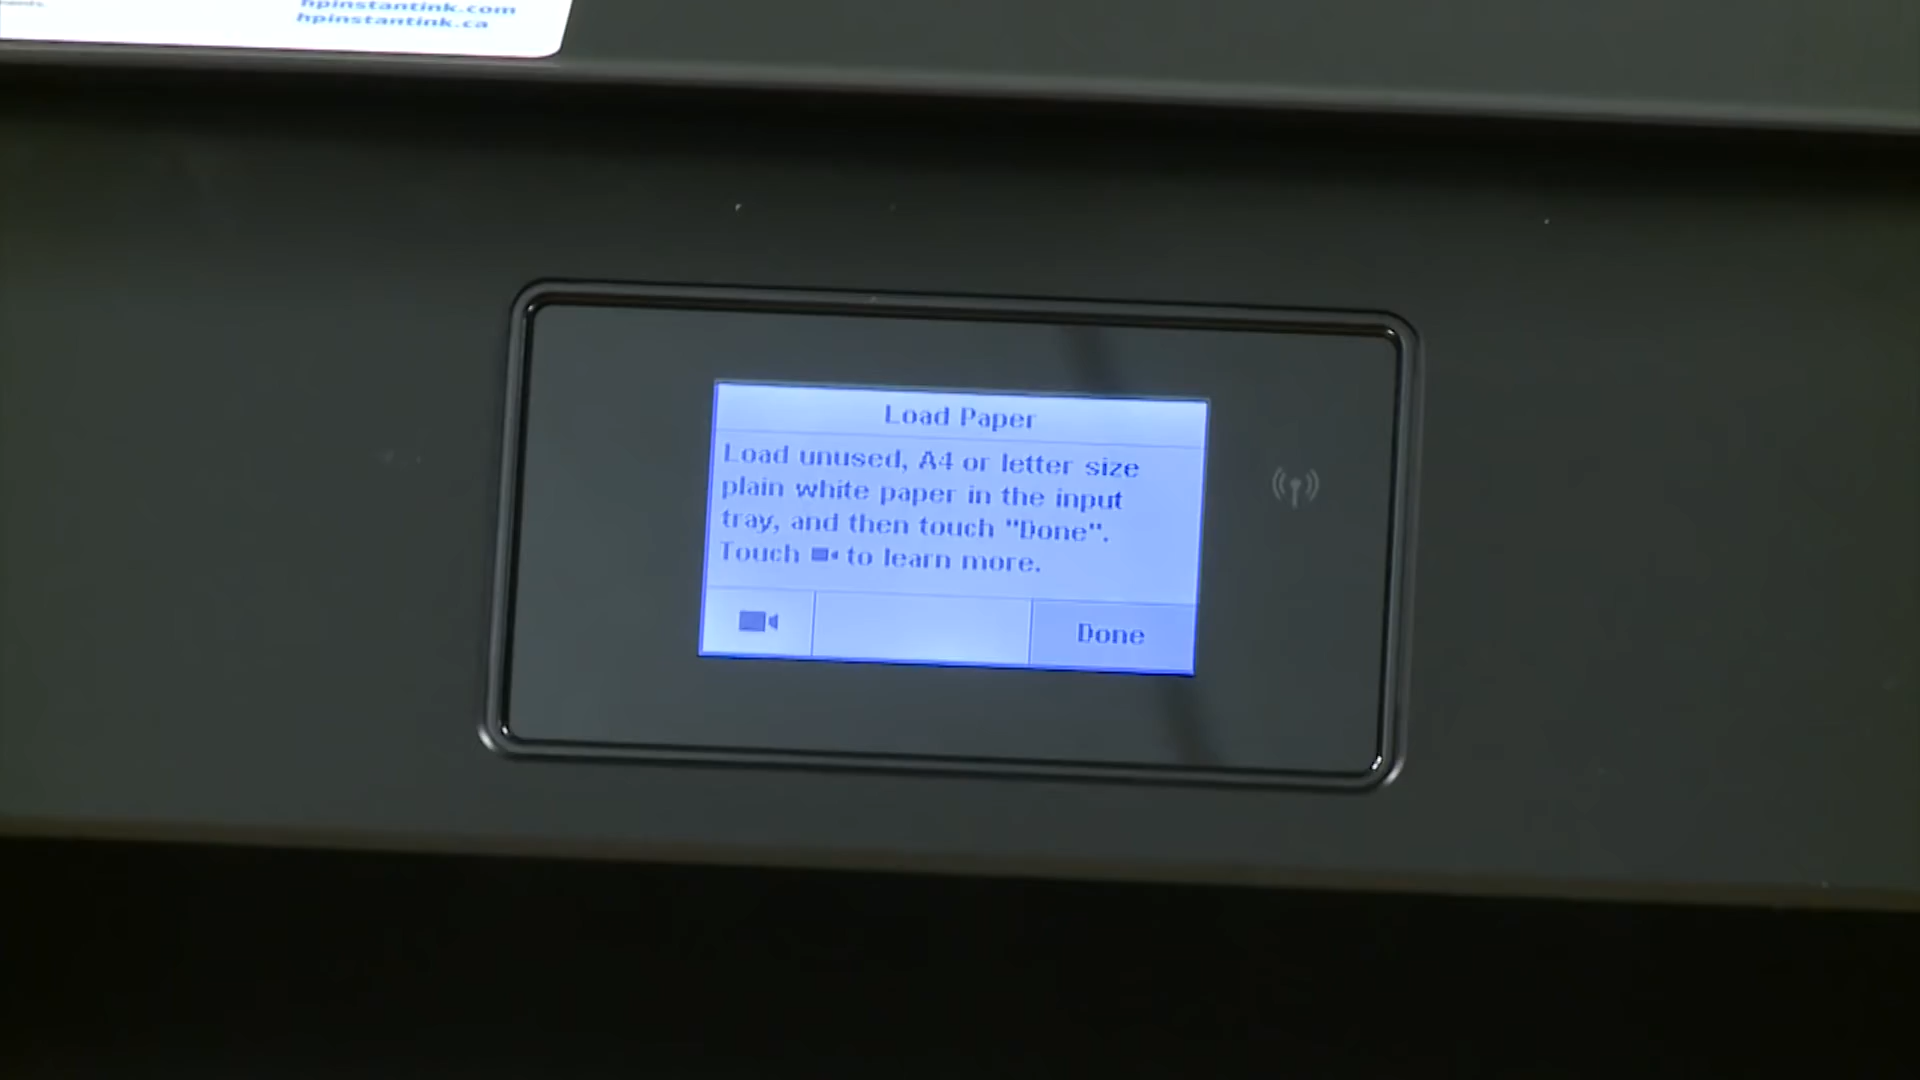 hpinstantink.com
hpinstantink.ca
Load Paper
Load unused, A4 or letter size
plain white paper in the input
tray, and then touch "Done".
Touch to learn more.
Done